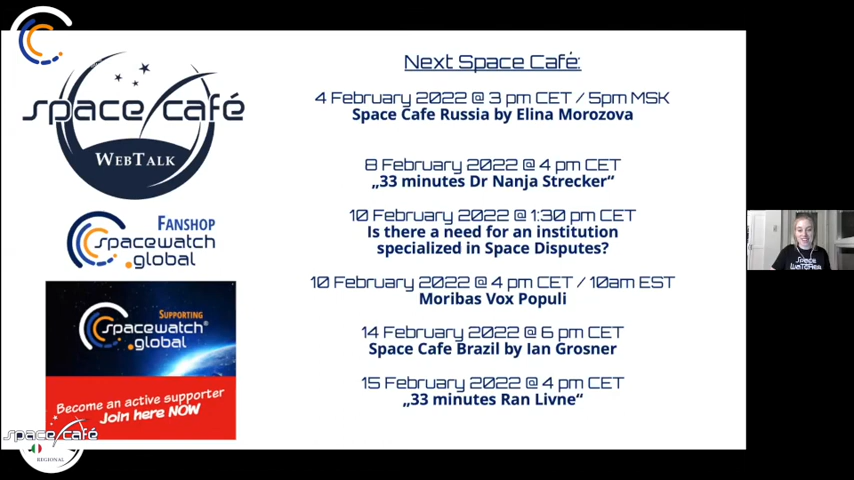 space café
WEBTALK
FANSHOP
spacewatch
.global
SUPPORTING
spacewatch®
.global
Become an active supporter
Join here NOW
space café
REGIONAL
Next Space Café:
4 February 2022 @ 3 pm CET / 5pm MSK
Space Cafe Russia by Elina Morozova
8 February 2022 @ 4 pm CET
„33 minutes Dr Nanja Strecker“
10 February 2022 @ 1:30 pm CET
Is there a need for an institution
specialized in Space Disputes?
10 February 2022 @ 4 pm CET / 10am EST
Moribas Vox Populi
14 February 2022 @ 6 pm CET
Space Cafe Brazil by Ian Grosner
15 February 2022 @ 4 pm CET
„33 minutes Ran Livne“
SPACE
WATCHER